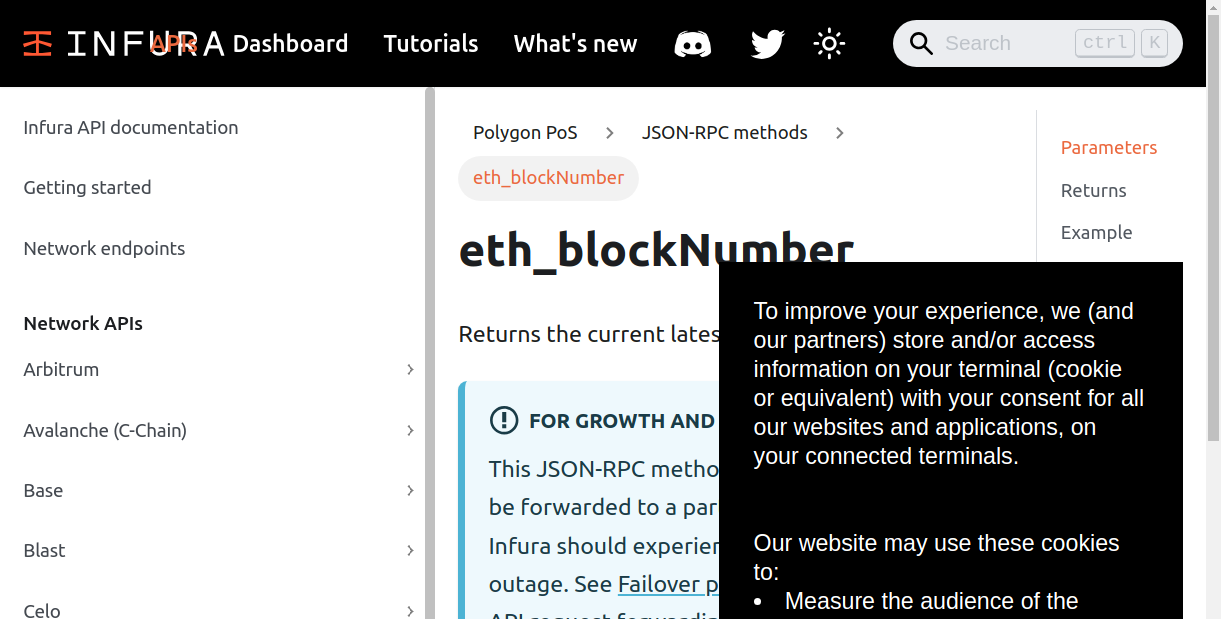 INFURA APIs Dashboard Tutorials What's new Search ctrl K
Infura API documentation
Getting started
Network endpoints
Network APIs
Arbitrum
Avalanche (C-Chain)
Base
Blast
Celo
Polygon PoS JSON-RPC methods
eth_blockNumber
eth_blockNumber
Returns the current lates
FOR GROWTH AND
This JSON-RPC metho
be forwarded to a par
Infura should experier
outage. See Failover p
API request forwarding
Parameters
Returns
Example
To improve your experience, we (and
our partners) store and/or access
information on your terminal (cookie
or equivalent) with your consent for all
our websites and applications, on
your connected terminals.
Our website may use these cookies
to:
• Measure the audience of the